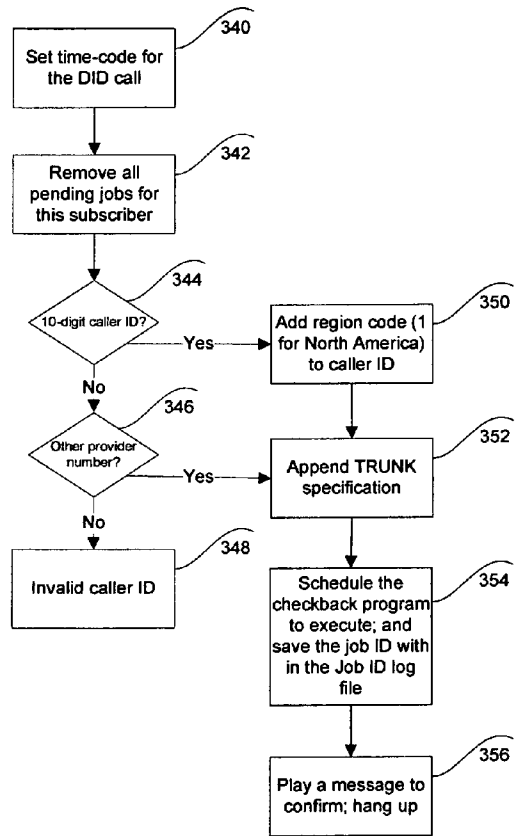 340
Set time-code for
the DID call
342
Remove all
pending jobs for
this subscriber
344
10-digit caller ID?
Yes
350
Add region code (1
for North America)
to caller ID
No
346
Other provider
number?
Yes
352
Append TRUNK
specification
No
348
Invalid caller ID
354
Schedule the
checkback program
to execute; and
save the job ID with
in the Job ID log
file
356
Play a message to
confirm; hang up